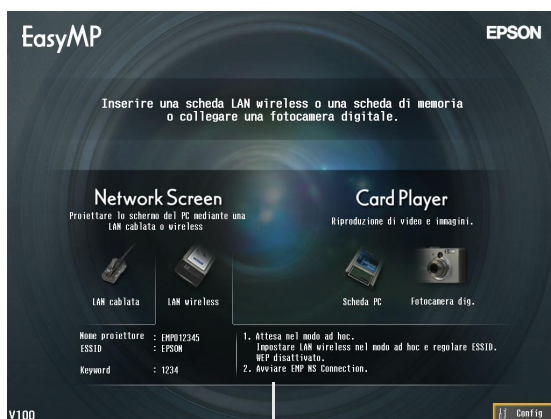 EasyMP
EPSON
Inserire una scheda LAN wireless o una scheda di memoria
o collegare una fotocamera digitale.
Network Screen
Proiettare lo schermo del PC mediante una
LAN cablata o wireless
LAN cablata
LAN wireless
Card Player
Riproduzione di video e immagini.
Scheda PC
Fotocamera dig.
Nome proiettore : EMP012345
ESSID : EPSON
Keyword : 1234
1. Attesa nel modo ad hoc.
Impostare LAN wireless nel modo ad hoc e regolare ESSID.
WEP disattivato.
2. Avviare EMP NS Connection.
V100
Config